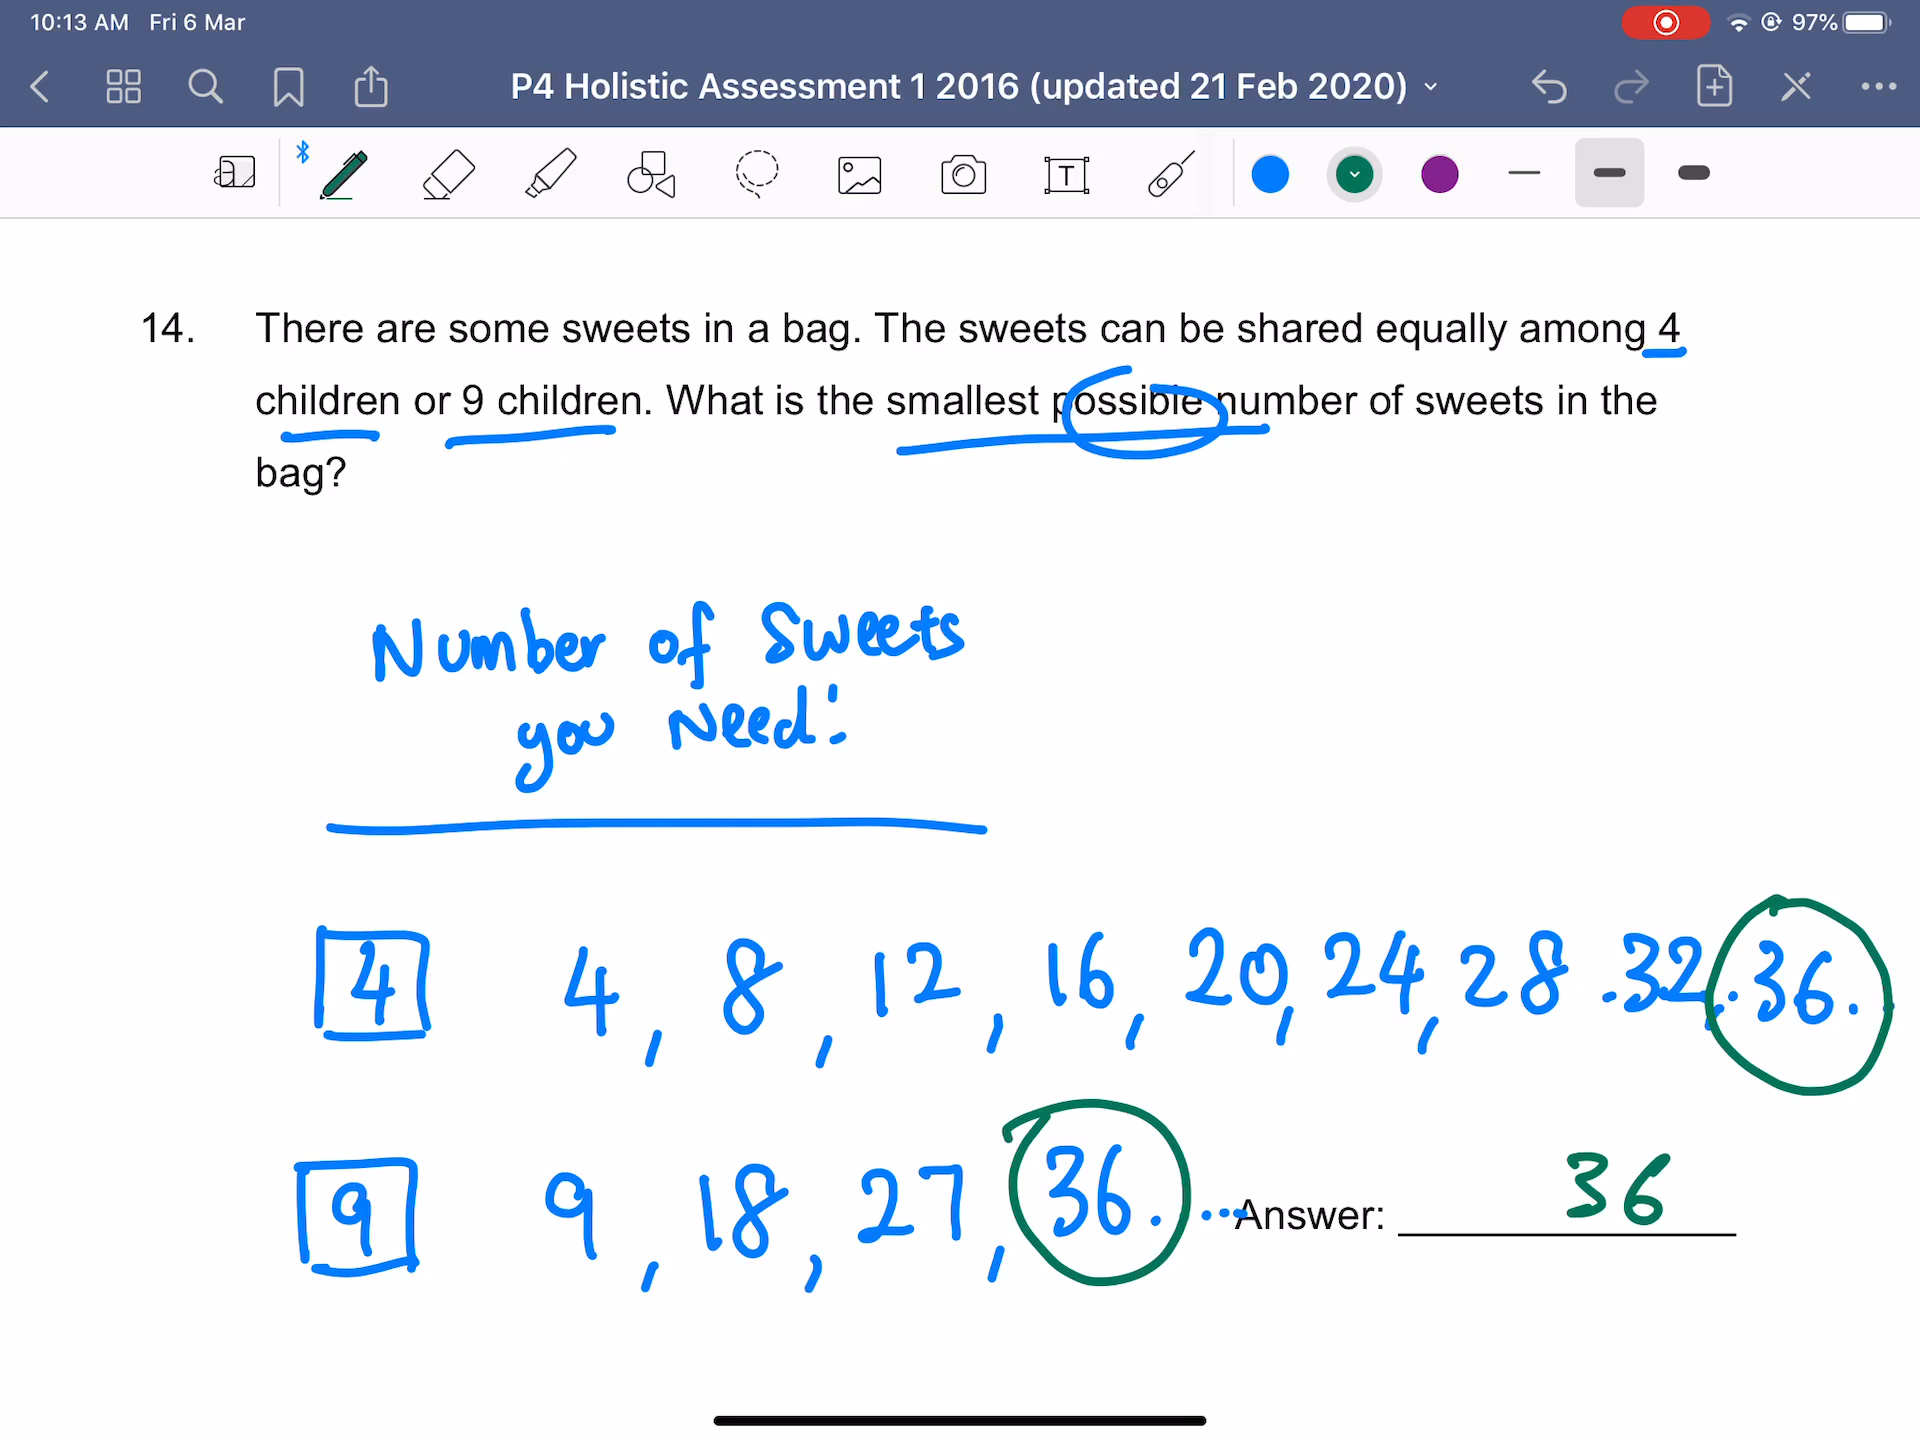 10:13 AM Fri 6 Mar 97%
P4 Holistic Assessment 1 2016 (updated 21 Feb 2020)
14. There are some sweets in a bag. The sweets can be shared equally among 4
children or 9 children. What is the smallest possible number of sweets in the
bag?
Number of Sweets
you Need:
4 4, 8, 12, 16, 20, 24, 28.32,.36.
9 9, 18, 27, 36. ...Answer: 36